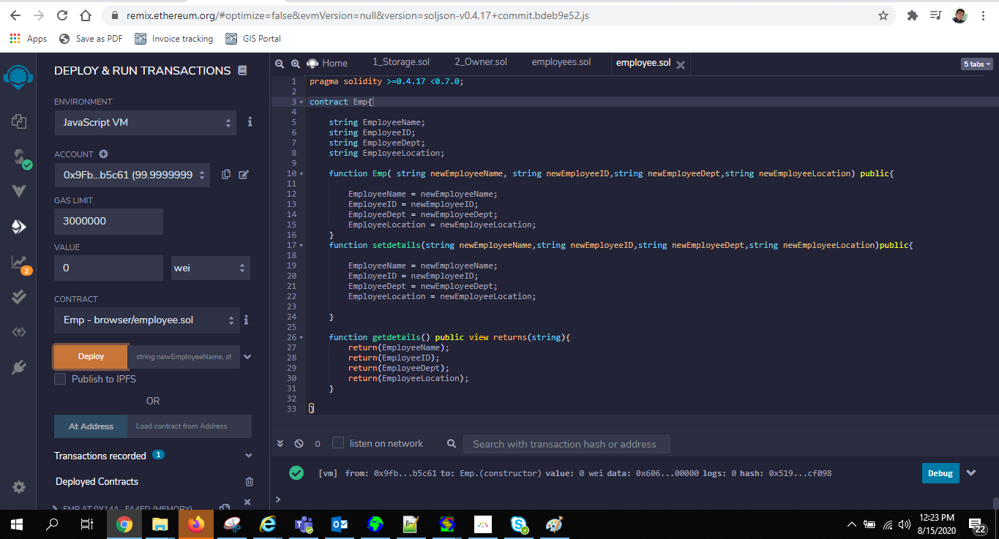 remix.ethereum.org/#optimize=false&evmVersion=null&version=soljson-v0.4.17+commit.bdeb9e52.js
Apps Save as PDF Invoice tracking GIS Portal
DEPLOY & RUN TRANSACTIONS
ENVIRONMENT
JavaScript VM
ACCOUNT
0x9Fb...b5c61 (99.9999999
GAS LIMIT
3000000
VALUE
0 wei
CONTRACT
Emp - browser/employee.sol
Deploy string newEmployeeName, st
Publish to IPFS
OR
At Address Load contract from Address
Transactions recorded 1
Deployed Contracts
EMP AT 0X14A...FA4FD (MEMORY)
2
Home 1_Storage.sol 2_Owner.sol employees.sol employee.sol 5 tabs
1 pragma solidity >=0.4.17 <0.7.0;
2
3 contract Emp{
4
5 string EmployeeName;
6 string EmployeeID;
7 string EmployeeDept;
8 string EmployeeLocation;
9
10 function Emp( string newEmployeeName, string newEmployeeID,string newEmployeeDept,string newEmployeeLocation) public{
11
12 EmployeeName = newEmployeeName;
13 EmployeeID = newEmployeeID;
14 EmployeeDept = newEmployeeDept;
15 EmployeeLocation = newEmployeeLocation;
16 }
17 function setdetails(string newEmployeeName,string newEmployeeID,string newEmployeeDept,string newEmployeeLocation)public{
18
19 EmployeeName = newEmployeeName;
20 EmployeeID = newEmployeeID;
21 EmployeeDept = newEmployeeDept;
22 EmployeeLocation = newEmployeeLocation;
23
24 }
25
26 function getdetails() public view returns(string){
27 return(EmployeeName);
28 return(EmployeeID);
29 return(EmployeeDept);
30 return(EmployeeLocation);
31 }
32
33 }
0 listen on network Search with transaction hash or address
[vm] from: 0x9fb...b5c61 to: Emp.(constructor) value: 0 wei data: 0x606...00000 logs: 0 hash: 0x519...cf098 Debug
>
12:23 PM
8/15/2020
22